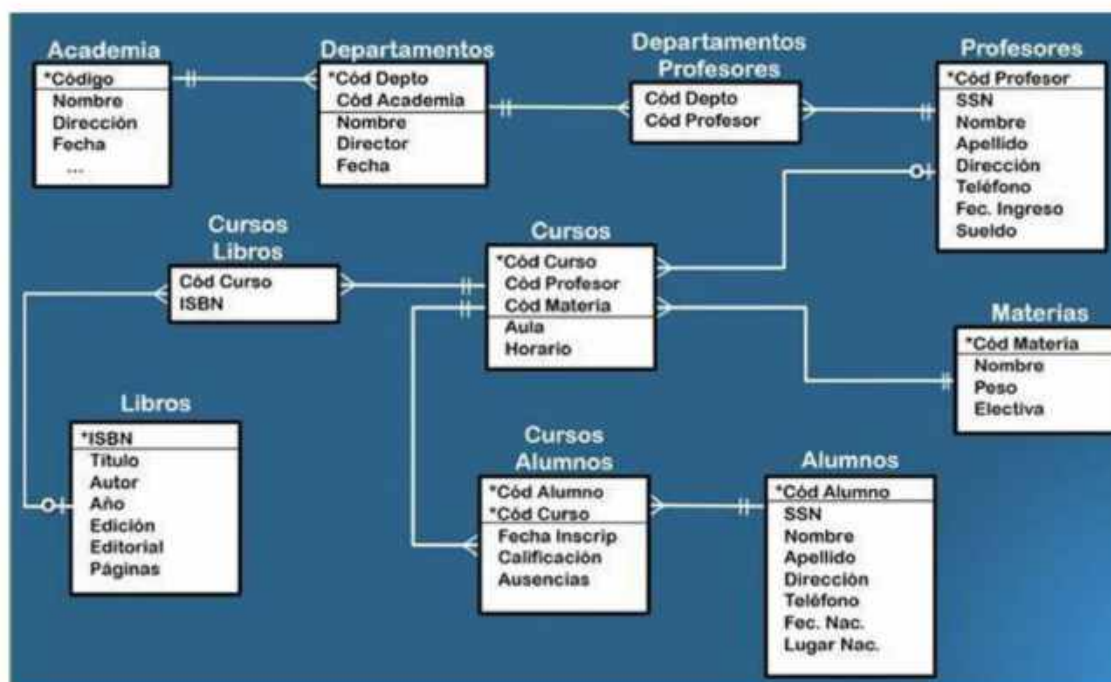 Academia
*Código
Nombre
Dirección
Fecha
...
Departamentos
*Cód Depto
Cód Academia
Nombre
Director
Fecha
Departamentos
Profesores
Cód Depto
Cód Profesor
Profesores
*Cód Profesor
SSN
Nombre
Apellido
Dirección
Teléfono
Fec. Ingreso
Sueldo
Cursos
Libros
Cód Curso
ISBN
Cursos
*Cód Curso
Cód Profesor
Cód Materia
Aula
Horario
Materias
*Cód Materia
Nombre
Peso
Electiva
Libros
*ISBN
Título
Autor
Año
Edición
Editorial
Páginas
Cursos
Alumnos
*Cód Alumno
*Cód Curso
Fecha Inscrip
Calificación
Ausencias
Alumnos
*Cód Alumno
SSN
Nombre
Apellido
Dirección
Teléfono
Fec. Nac.
Lugar Nac.